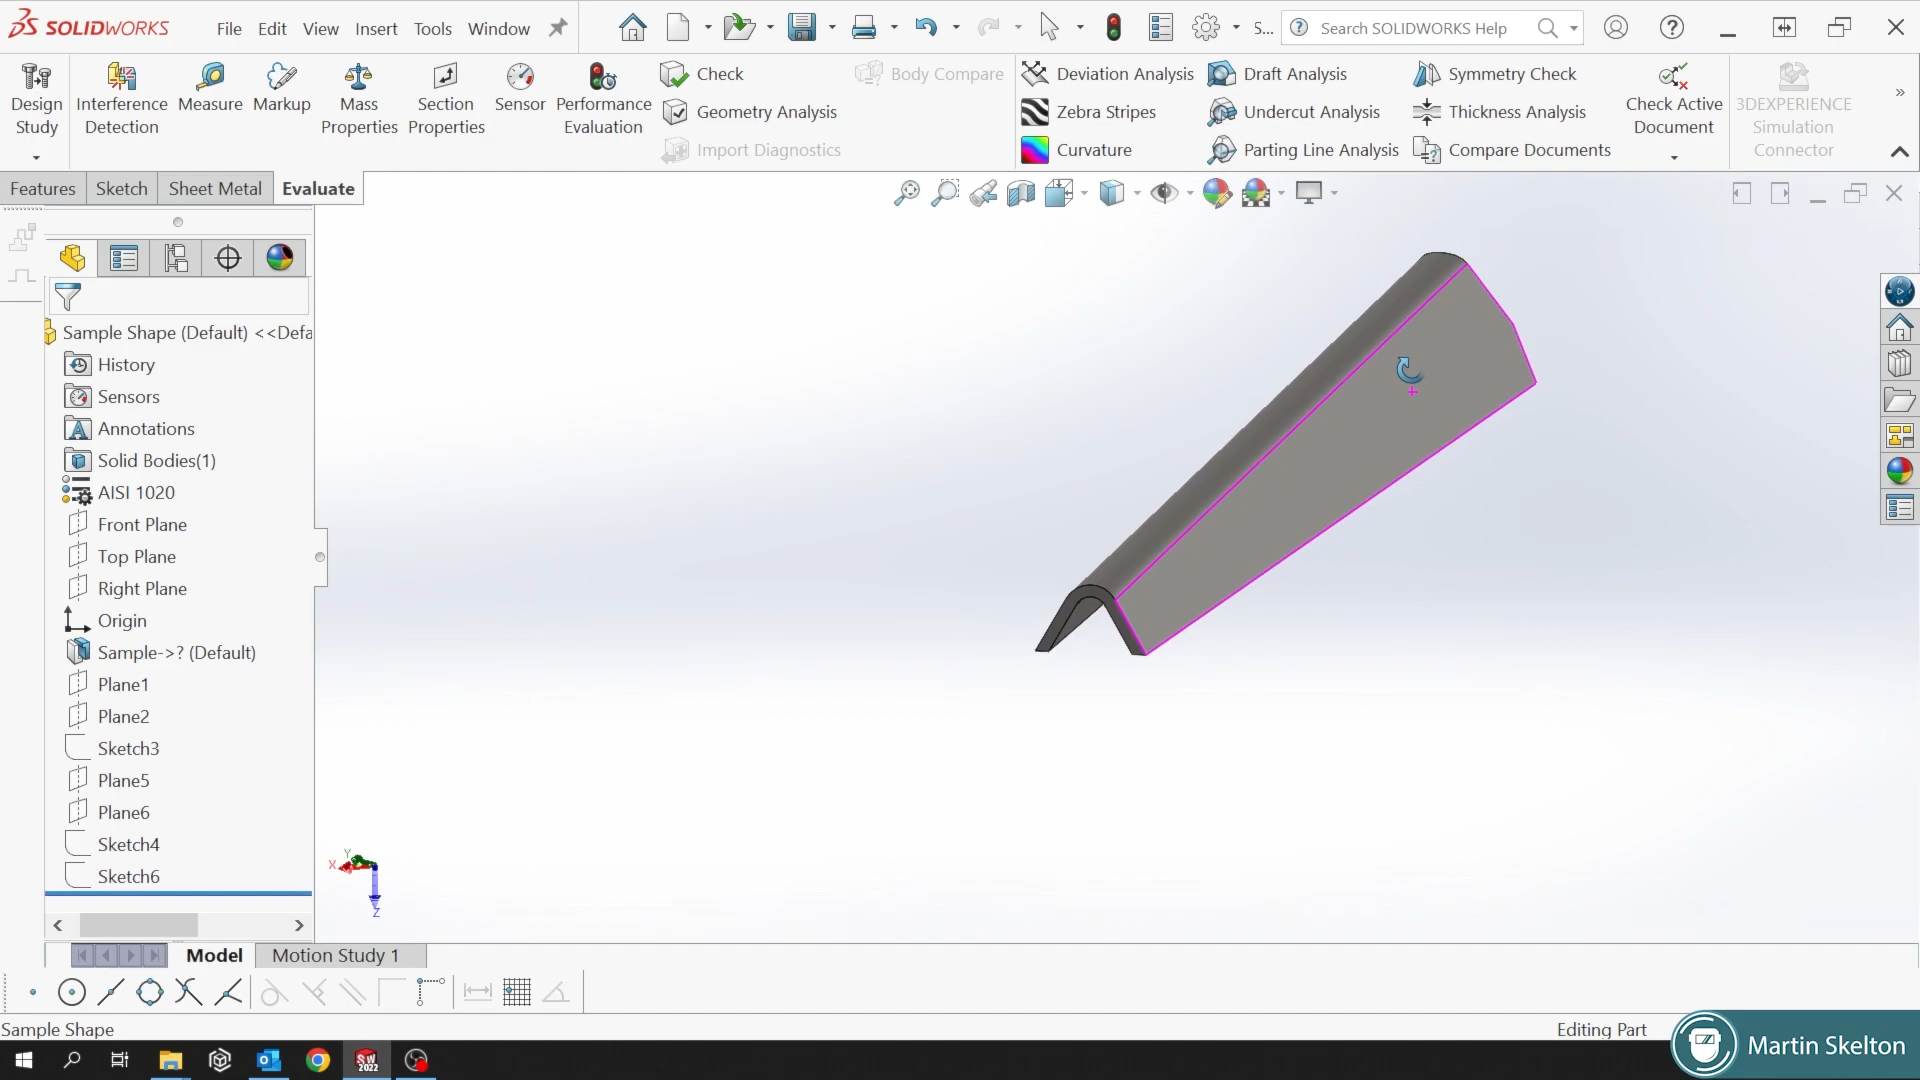 SOLIDWORKS File Edit View Insert Tools Window S... Search SOLIDWORKS Help
Design Study
Interference Detection
Measure
Markup
Mass Properties
Section Properties
Sensor
Performance Evaluation
Check
Geometry Analysis
Import Diagnostics
Body Compare
Deviation Analysis
Zebra Stripes
Curvature
Draft Analysis
Undercut Analysis
Parting Line Analysis
Symmetry Check
Thickness Analysis
Compare Documents
Check Active Document
3DEXPERIENCE Simulation Connector
Features Sketch Sheet Metal Evaluate
Sample Shape (Default) <<Defa
History
Sensors
Annotations
Solid Bodies(1)
AISI 1020
Front Plane
Top Plane
Right Plane
Origin
Sample->? (Default)
Plane1
Plane2
Sketch3
Plane5
Plane6
Sketch4
Sketch6
X Y Z
Model Motion Study 1
Sample Shape Editing Part
SW 2022
Martin Skelton